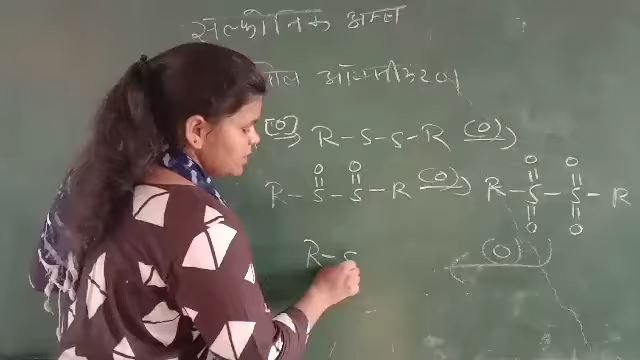 सल्फोनिक अम्ल
ऑक्सीकरण
[O] R-S-S-R (O)
O O O O
R-S-S-R (O) R-S-S-R
O O
R-S (O)